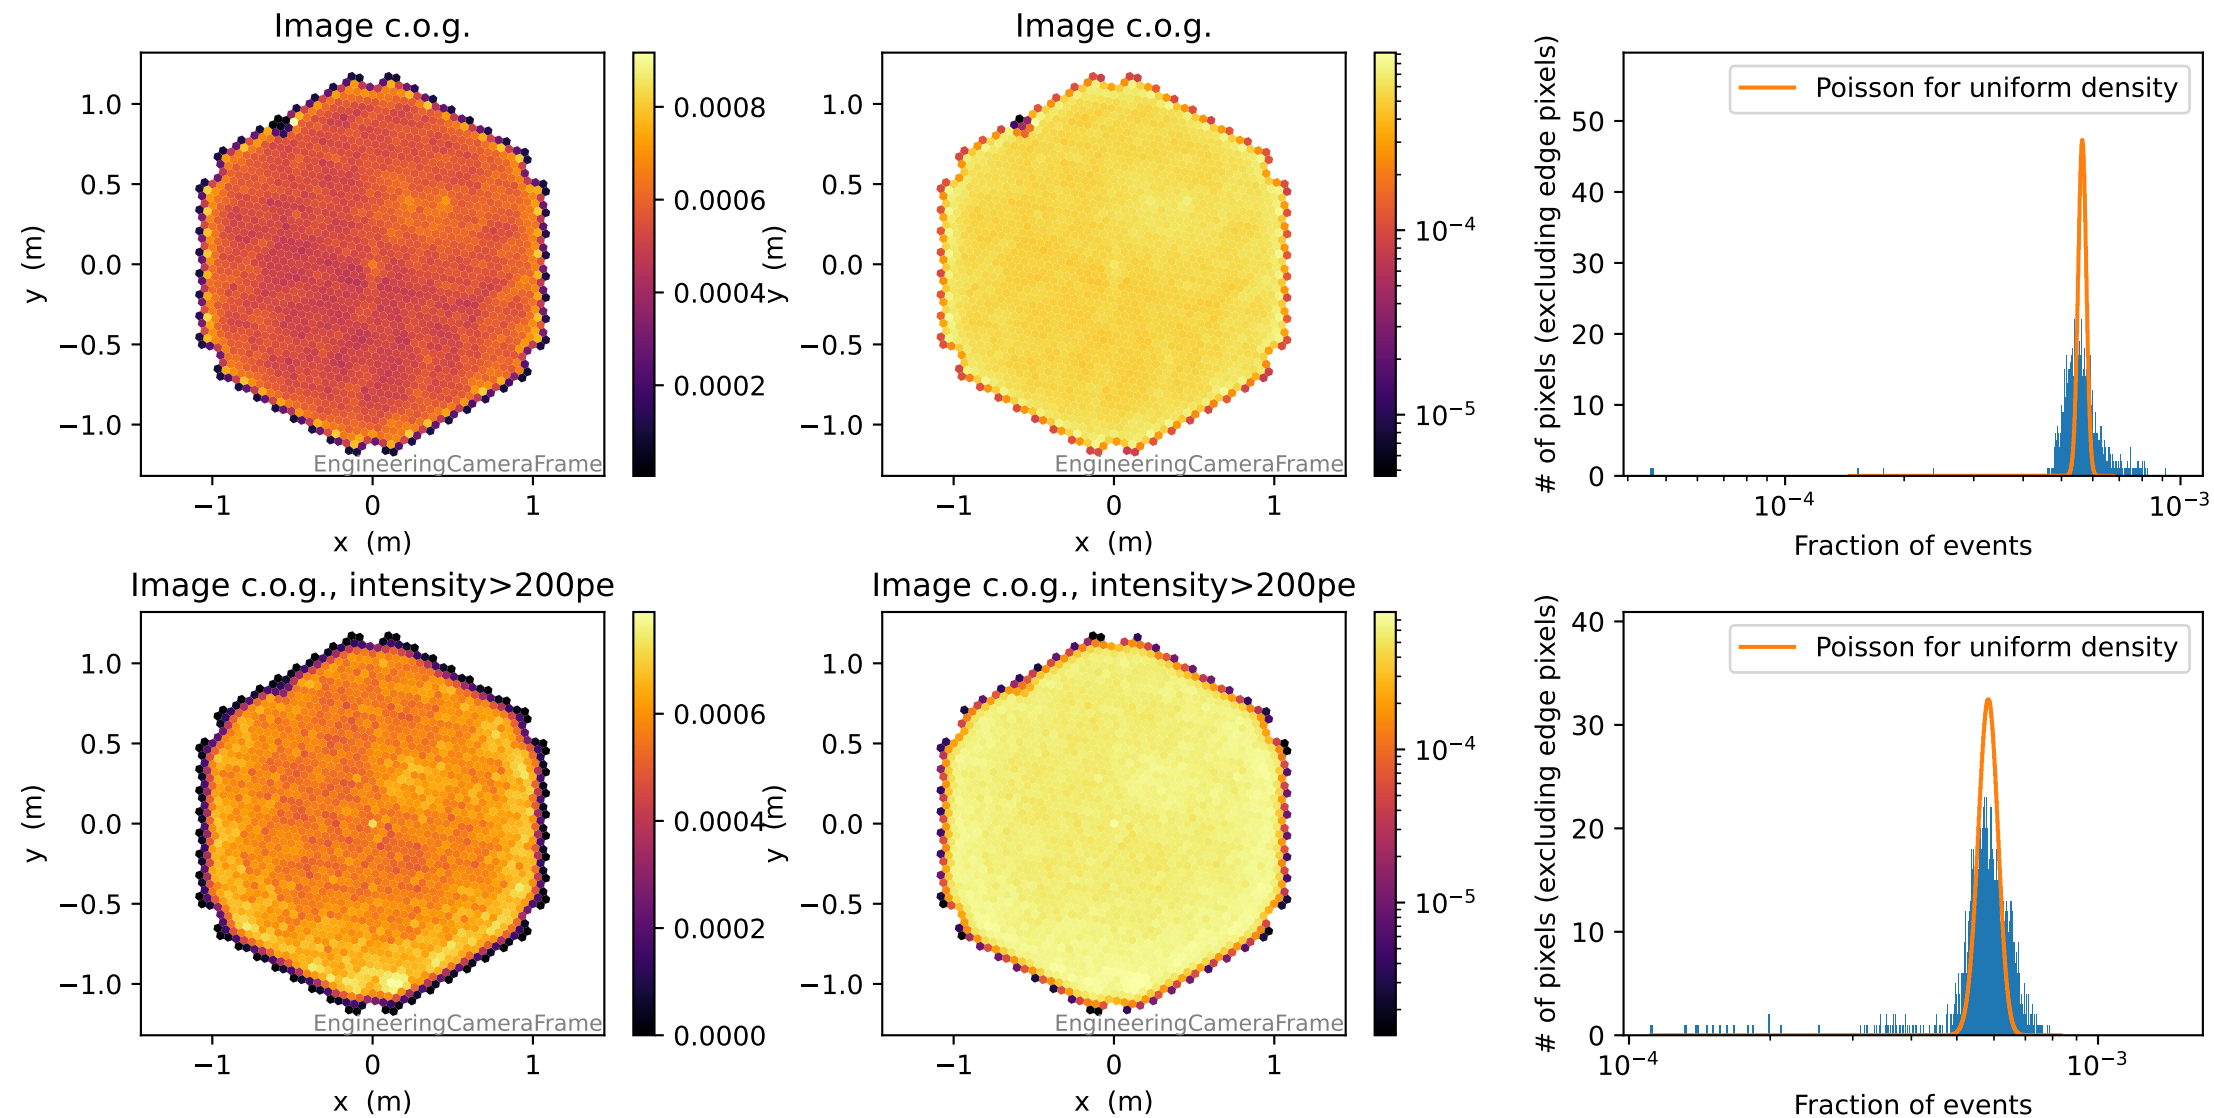 Image c.o.g.
1.0
0.5
0.0
−0.5
−1.0
y (m)
−1
0
1
x (m)
EngineeringCameraFrame
0.0008
0.0006
0.0004
0.0002
Image c.o.g.
1.0
0.5
0.0
−0.5
−1.0
y (m)
−1
0
1
x (m)
EngineeringCameraFrame
10−4
10−5
# of pixels (excluding edge pixels)
50
40
30
20
10
0
Poisson for uniform density
10−4
10−3
Fraction of events
Image c.o.g., intensity>200pe
1.0
0.5
0.0
−0.5
−1.0
y (m)
−1
0
1
x (m)
EngineeringCameraFrame
0.0006
0.0004
0.0002
0.0000
Image c.o.g., intensity>200pe
1.0
0.5
0.0
−0.5
−1.0
y (m)
−1
0
1
x (m)
EngineeringCameraFrame
10−4
10−5
# of pixels (excluding edge pixels)
40
30
20
10
0
Poisson for uniform density
10−4
10−3
Fraction of events